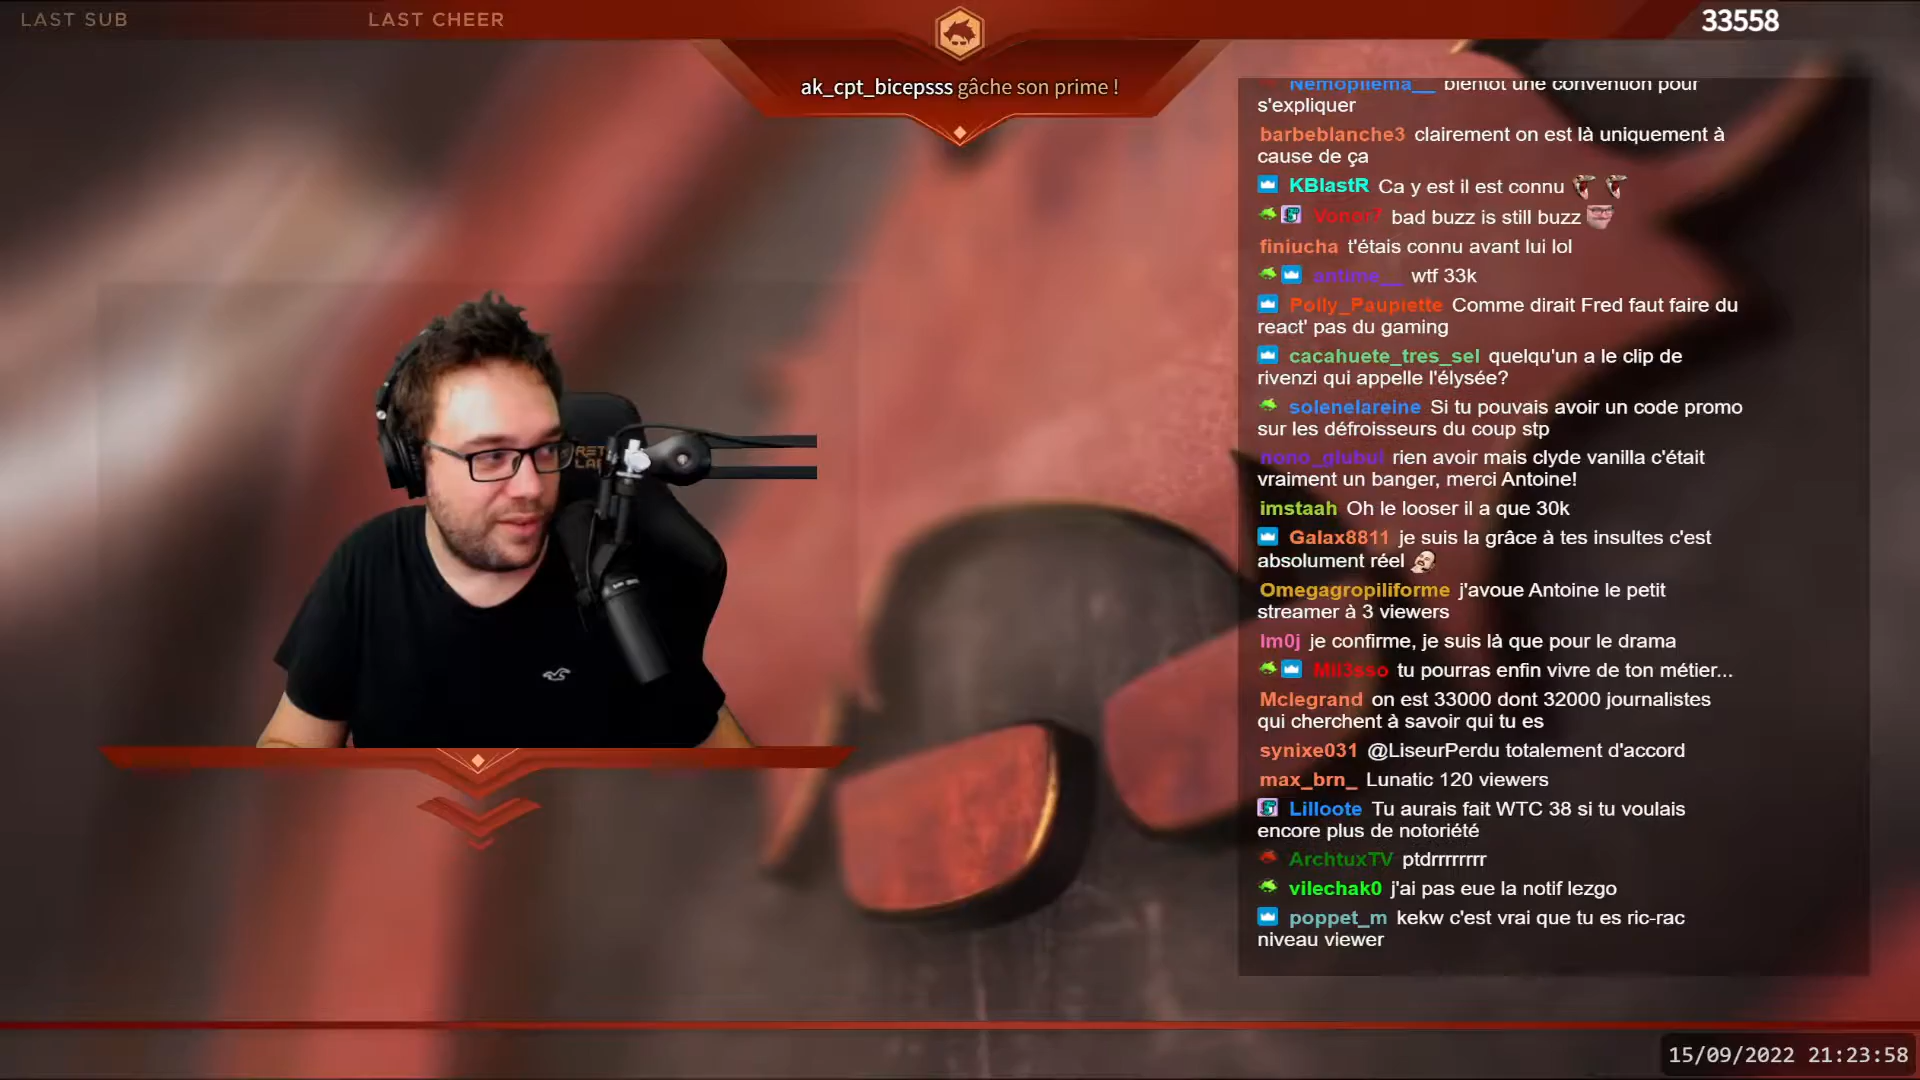 LAST SUB
LAST CHEER
33558
ak_cpt_bicepsss gâche son prime !
Nemopilema__ bientôt une convention pour
s'expliquer
barbeblanche3 clairement on est là uniquement à
cause de ça
KBlastR Ca y est il est connu
Vonor7 bad buzz is still buzz
finiucha t'étais connu avant lui lol
antime__ wtf 33k
Polly_Paupiette Comme dirait Fred faut faire du
react' pas du gaming
cacahuete_tres_sel quelqu'un a le clip de
rivenzi qui appelle l'élysée?
solenelareine Si tu pouvais avoir un code promo
sur les défroisseurs du coup stp
nono_glubul rien avoir mais clyde vanilla c'était
vraiment un banger, merci Antoine!
imstaah Oh le looser il a que 30k
Galax8811 je suis la grâce à tes insultes c'est
absolument réel
Omegagropiliforme j'avoue Antoine le petit
streamer à 3 viewers
lm0j je confirme, je suis là que pour le drama
Mil3sso tu pourras enfin vivre de ton métier...
Mclegrand on est 33000 dont 32000 journalistes
qui cherchent à savoir qui tu es
synixe031 @LiseurPerdu totalement d'accord
max_brn_ Lunatic 120 viewers
Lilloote Tu aurais fait WTC 38 si tu voulais
encore plus de notoriété
ArchtuxTV ptdrrrrrrrr
vilechak0 j'ai pas eue la notif lezgo
poppet_m kekw c'est vrai que tu es ric-rac
niveau viewer
15/09/2022 21:23:58